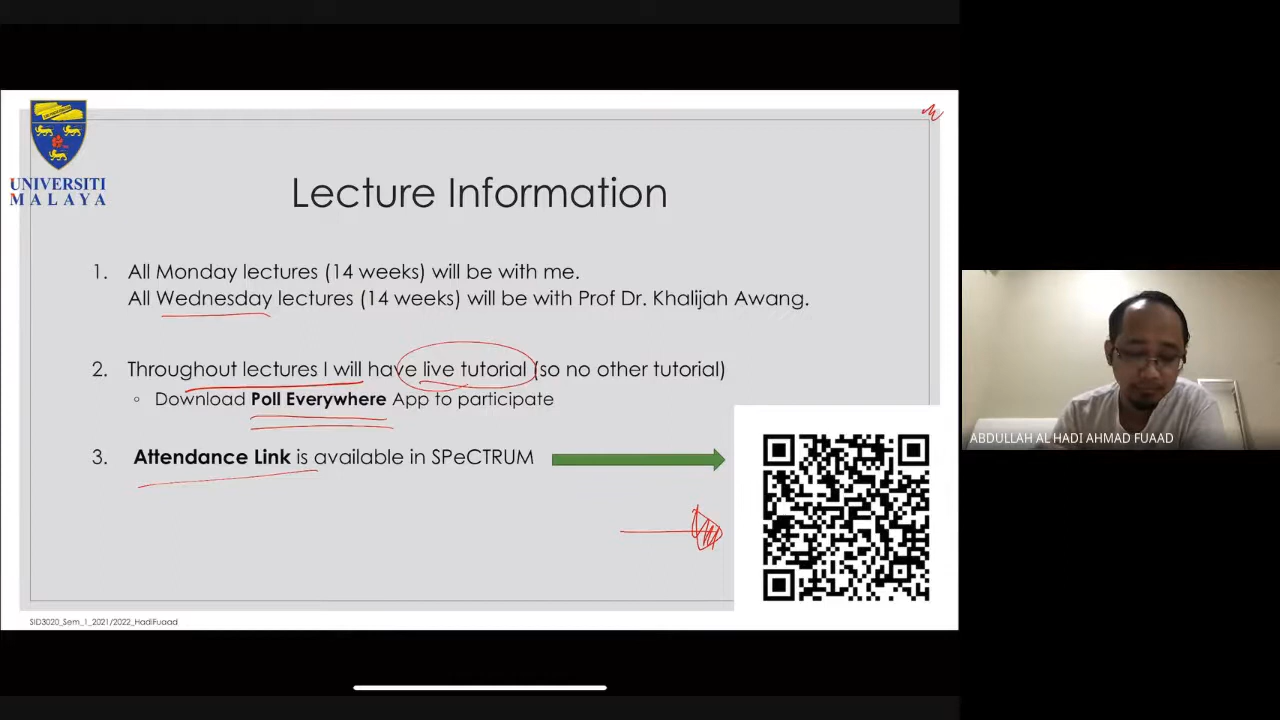 UNIVERSITI
MALAYA
Lecture Information
1. All Monday lectures (14 weeks) will be with me.
All Wednesday lectures (14 weeks) will be with Prof Dr. Khalijah Awang.
2. Throughout lectures I will have live tutorial (so no other tutorial)
◦ Download Poll Everywhere App to participate
3. Attendance Link is available in SPeCTRUM
SID3020_Sem_1_2021/2022_HadiFuaad
ABDULLAH AL HADI AHMAD FUAAD